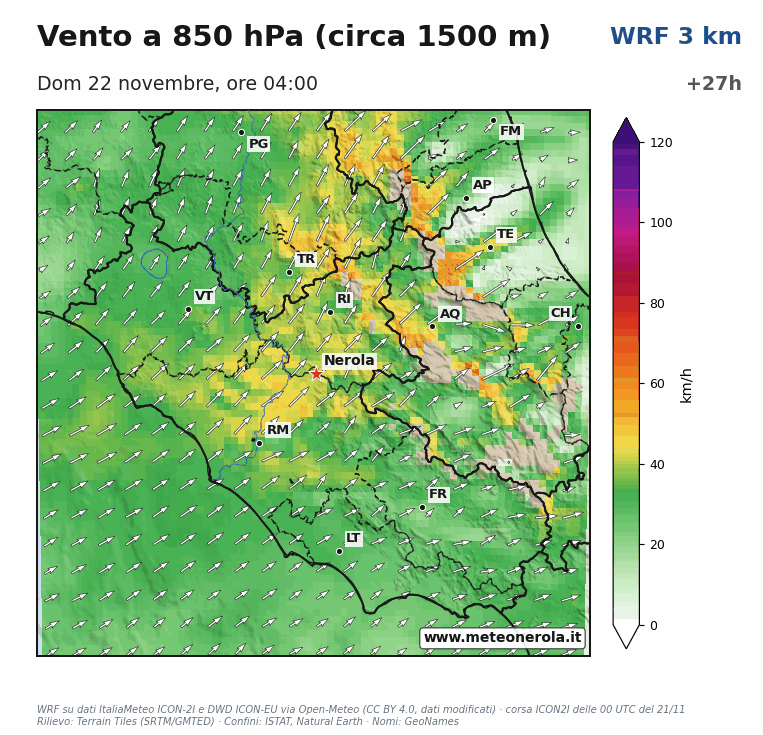 Vento a 850 hPa (circa 1500 m)
WRF 3 km
Dom 22 novembre, ore 04:00
+27h
PG
FM
AP
TE
TR
VT
RI
AQ
CH
Nerola
RM
FR
LT
www.meteonerola.it
120
100
80
60
40
20
0
km/h
WRF su dati ItaliaMeteo ICON-2I e DWD ICON-EU via Open-Meteo (CC BY 4.0, dati modificati) · corsa ICON2I delle 00 UTC del 21/11
Rilievo: Terrain Tiles (SRTM/GMTED) · Confini: ISTAT, Natural Earth · Nomi: GeoNames